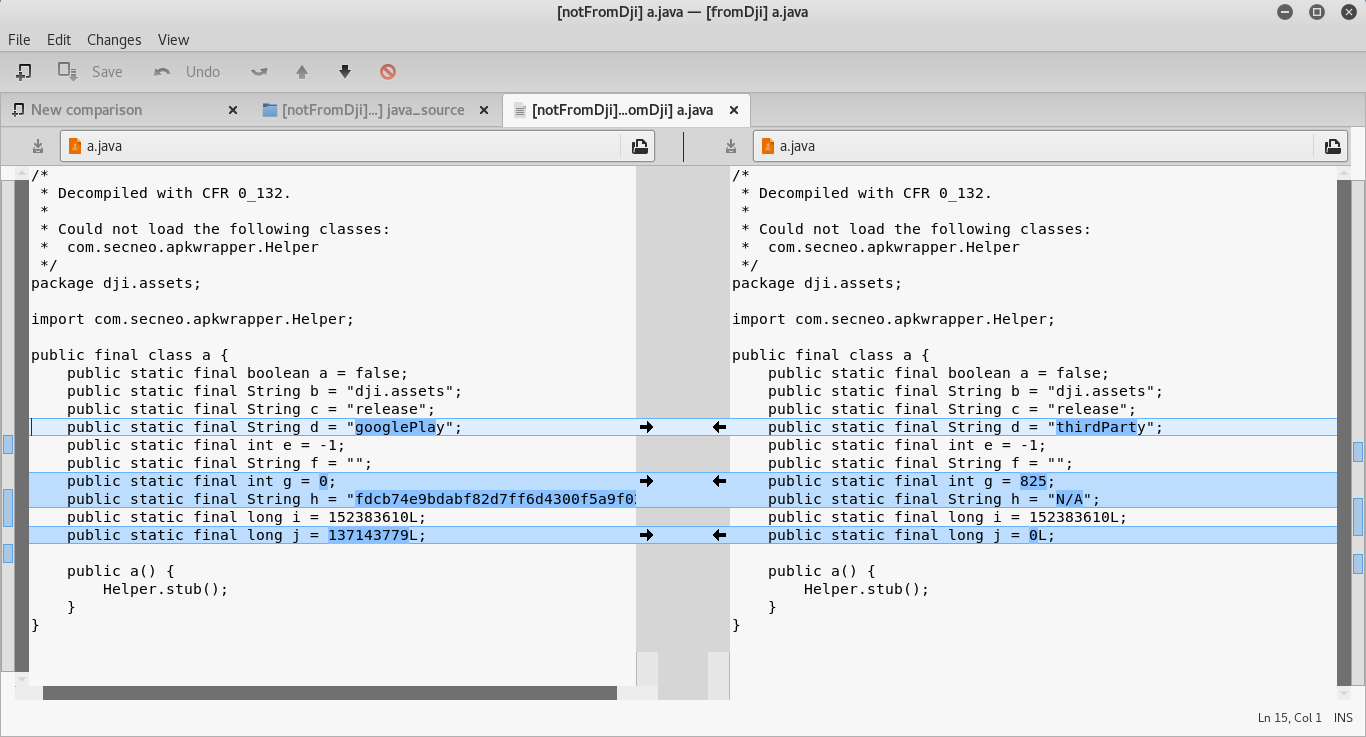 [notFromDji] a.java — [fromDji] a.java
File Edit Changes View
Save Undo
New comparison
[notFromDji]...] java_source
[notFromDji]...omDji] a.java
a.java
a.java
/*
 * Decompiled with CFR 0_132.
 *
 * Could not load the following classes:
 *  com.secneo.apkwrapper.Helper
 */
package dji.assets;
import com.secneo.apkwrapper.Helper;
public final class a {
    public static final boolean a = false;
    public static final String b = "dji.assets";
    public static final String c = "release";
    public static final String d = "googlePlay";
    public static final int e = -1;
    public static final String f = "";
    public static final int g = 0;
    public static final String h = "fdcb74e9bdabf82d7ff6d4300f5a9f0
    public static final long i = 152383610L;
    public static final long j = 137143779L;
    public a() {
        Helper.stub();
    }
}
/*
 * Decompiled with CFR 0_132.
 *
 * Could not load the following classes:
 *  com.secneo.apkwrapper.Helper
 */
package dji.assets;
import com.secneo.apkwrapper.Helper;
public final class a {
    public static final boolean a = false;
    public static final String b = "dji.assets";
    public static final String c = "release";
    public static final String d = "thirdParty";
    public static final int e = -1;
    public static final String f = "";
    public static final int g = 825;
    public static final String h = "N/A";
    public static final long i = 152383610L;
    public static final long j = 0L;
    public a() {
        Helper.stub();
    }
}
Ln 15, Col 1 INS